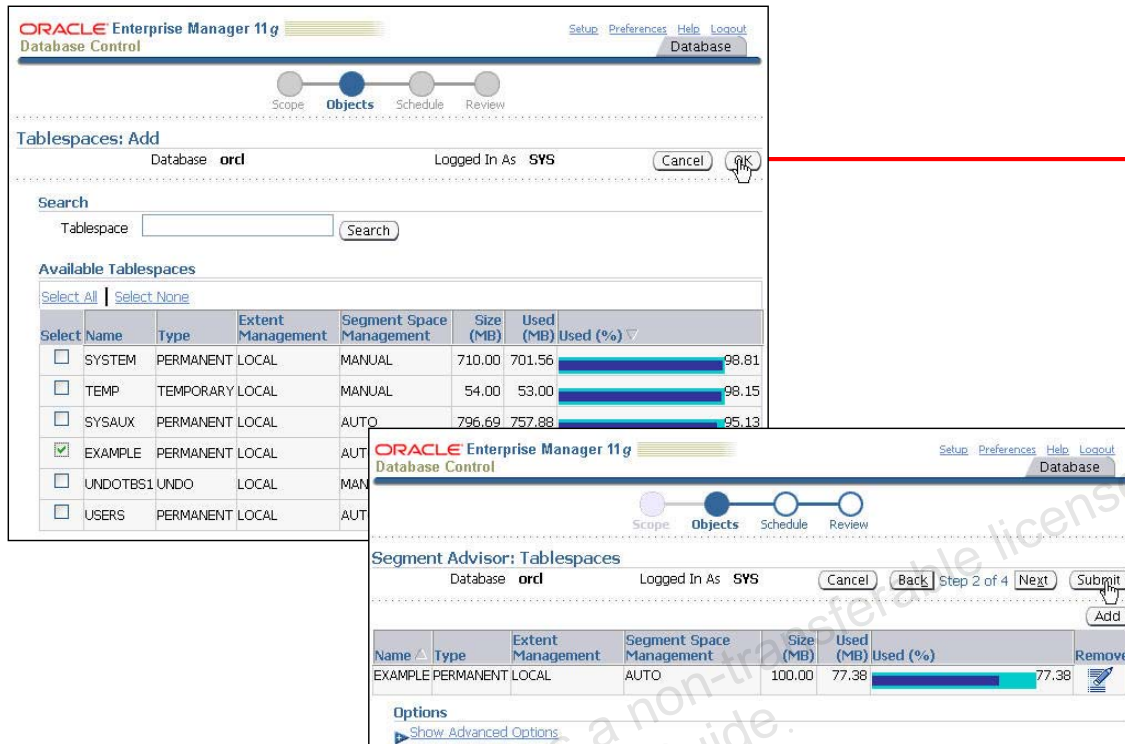 ORACLE Enterprise Manager 11g
Database Control
Setup Preferences Help Logout
Database
Scope Objects Schedule Review
Tablespaces: Add
Database orcl Logged In As SYS Cancel OK
Search
Tablespace Search
Available Tablespaces
Select All | Select None
Select Name Type Extent Management Segment Space Management Size (MB) Used (MB) Used (%)
SYSTEM PERMANENT LOCAL MANUAL 710.00 701.56 98.81
TEMP TEMPORARY LOCAL MANUAL 54.00 53.00 98.15
SYSAUX PERMANENT LOCAL AUTO 796.69 757.88 95.13
EXAMPLE PERMANENT LOCAL AUT
UNDOTBS1 UNDO LOCAL MAN
USERS PERMANENT LOCAL AUT
ORACLE Enterprise Manager 11g
Database Control
Setup Preferences Help Logout
Database
Scope Objects Schedule Review
Segment Advisor: Tablespaces
Database orcl Logged In As SYS Cancel Back Step 2 of 4 Next Submit
Add
Name Type Extent Management Segment Space Management Size (MB) Used (MB) Used (%) Remove
EXAMPLE PERMANENT LOCAL AUTO 100.00 77.38 77.38
Options
Show Advanced Options
a non-transferable license